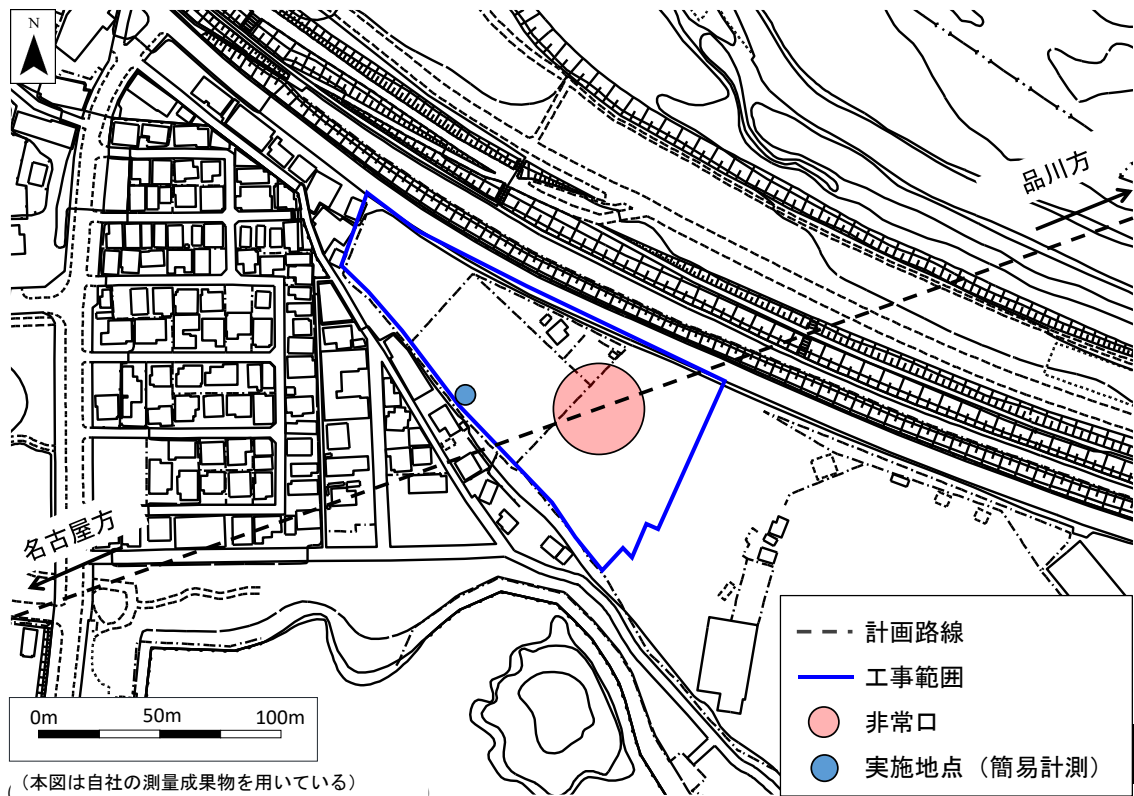 N
品川方
名古屋方
計画路線
工事範囲
非常口
実施地点（簡易計測）
0m 50m 100m
（本図は自社の測量成果物を用いている）